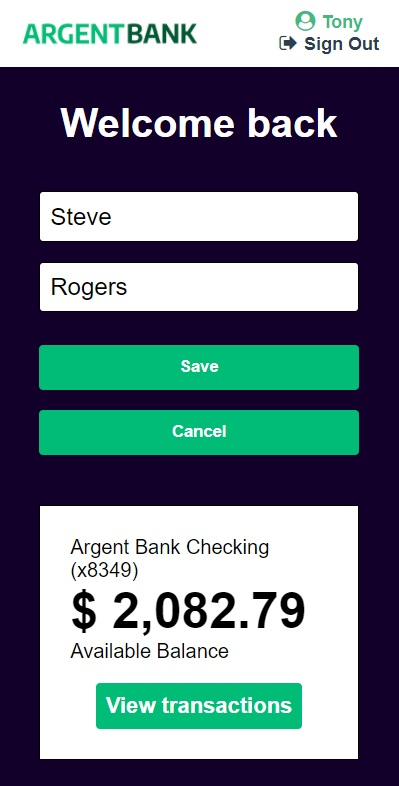 ARGENTBANK
Tony
Sign Out
Welcome back
Steve
Rogers
Save
Cancel
Argent Bank Checking
(x8349)
$ 2,082.79
Available Balance
View transactions